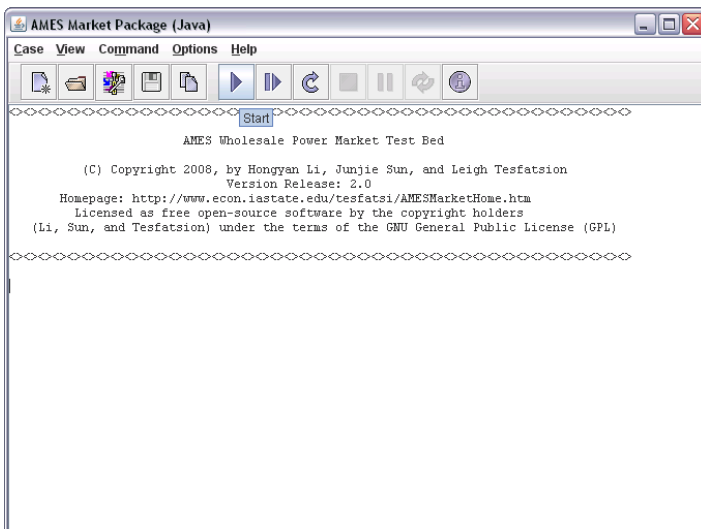 AMES Market Package (Java)
Case View Command Options Help
Start
AMES Wholesale Power Market Test Bed
(C) Copyright 2008, by Hongyan Li, Junjie Sun, and Leigh Tesfatsion
Version Release: 2.0
Homepage: http://www.econ.iastate.edu/tesfatsi/AMESMarketHome.htm
Licensed as free open-source software by the copyright holders
(Li, Sun, and Tesfatsion) under the terms of the GNU General Public License (GPL)